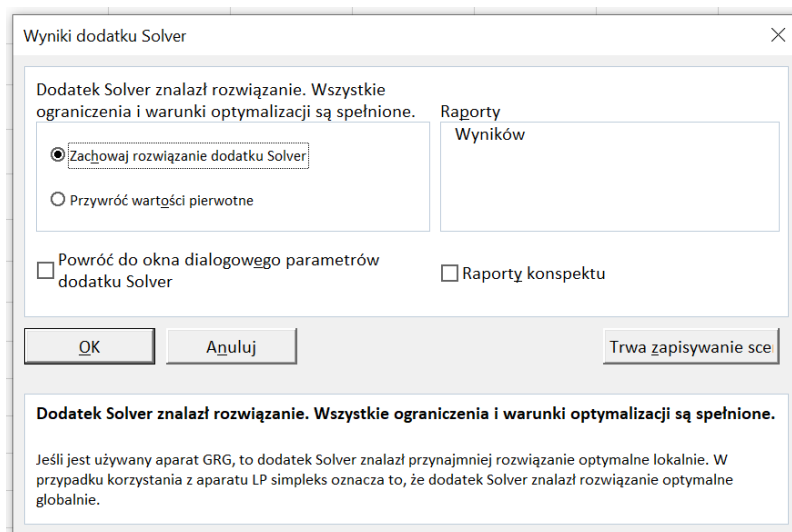 Wyniki dodatku Solver
Dodatek Solver znalazł rozwiązanie. Wszystkie
ograniczenia i warunki optymalizacji są spełnione.
Zachowaj rozwiązanie dodatku Solver
Przywróć wartości pierwotne
Raporty
Wyników
Powróć do okna dialogowego parametrów
dodatku Solver
Raporty konspektu
OK
Anuluj
Trwa zapisywanie sce
Dodatek Solver znalazł rozwiązanie. Wszystkie ograniczenia i warunki optymalizacji są spełnione.
Jeśli jest używany aparat GRG, to dodatek Solver znalazł przynajmniej rozwiązanie optymalne lokalnie. W
przypadku korzystania z aparatu LP simpleks oznacza to, że dodatek Solver znalazł rozwiązanie optymalne
globalnie.